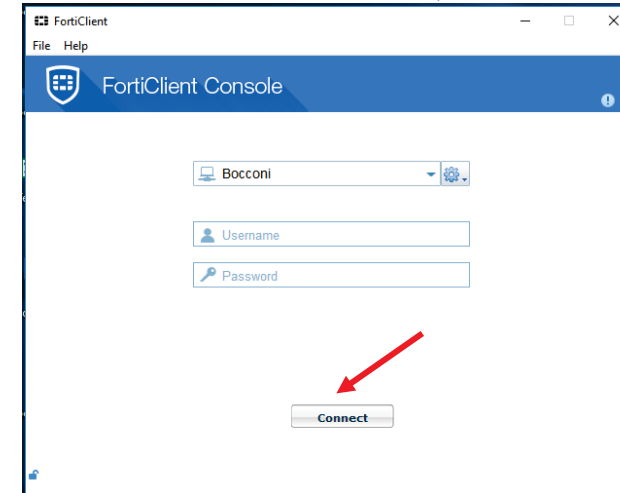 FortiClient
File Help
FortiClient Console
Bocconi
Username
Password
Connect